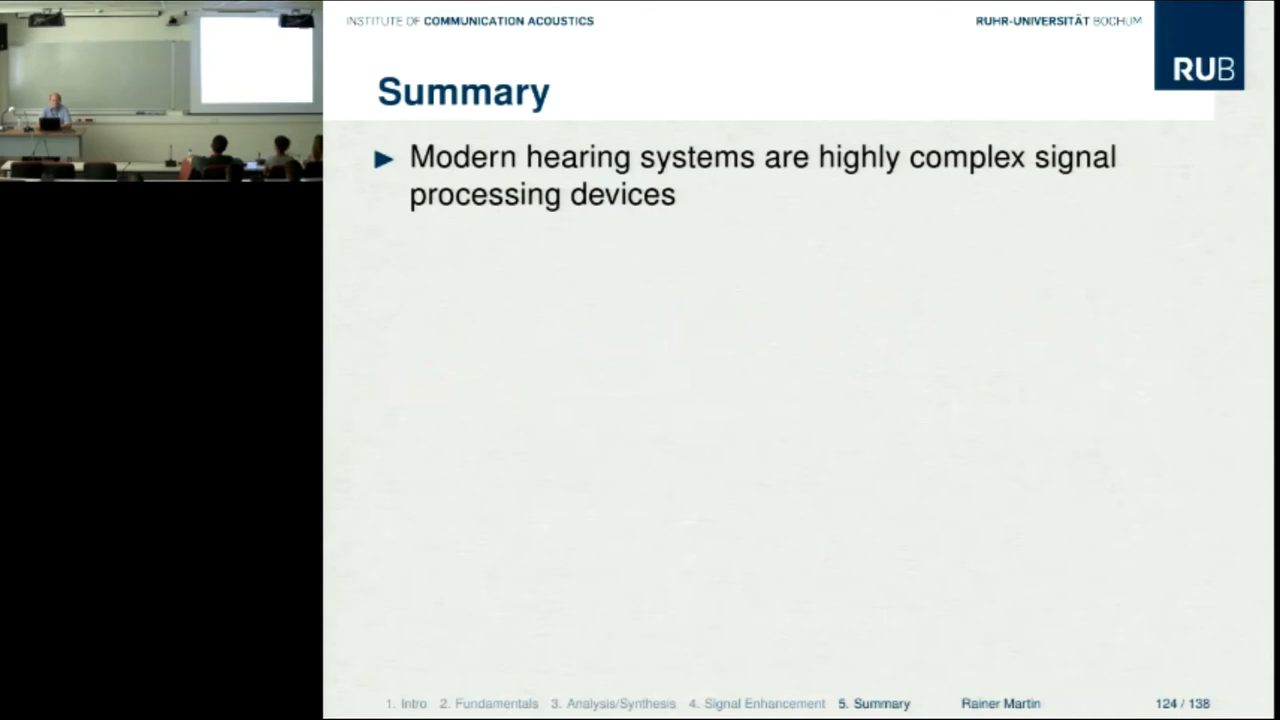 INSTITUTE OF COMMUNICATION ACOUSTICS
RUHR-UNIVERSITÄT BOCHUM
RUB
Summary
► Modern hearing systems are highly complex signal
processing devices
1. Intro 2. Fundamentals 3. Analysis/Synthesis 4. Signal Enhancement 5. Summary Rainer Martin 124 / 138